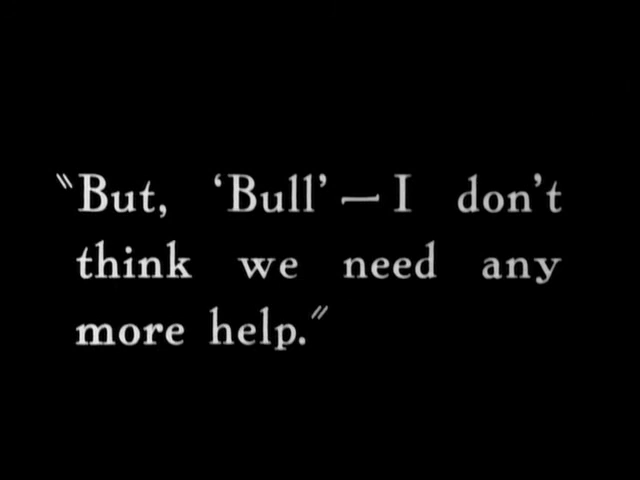 "But, 'Bull' — I don't
think we need any
more help."